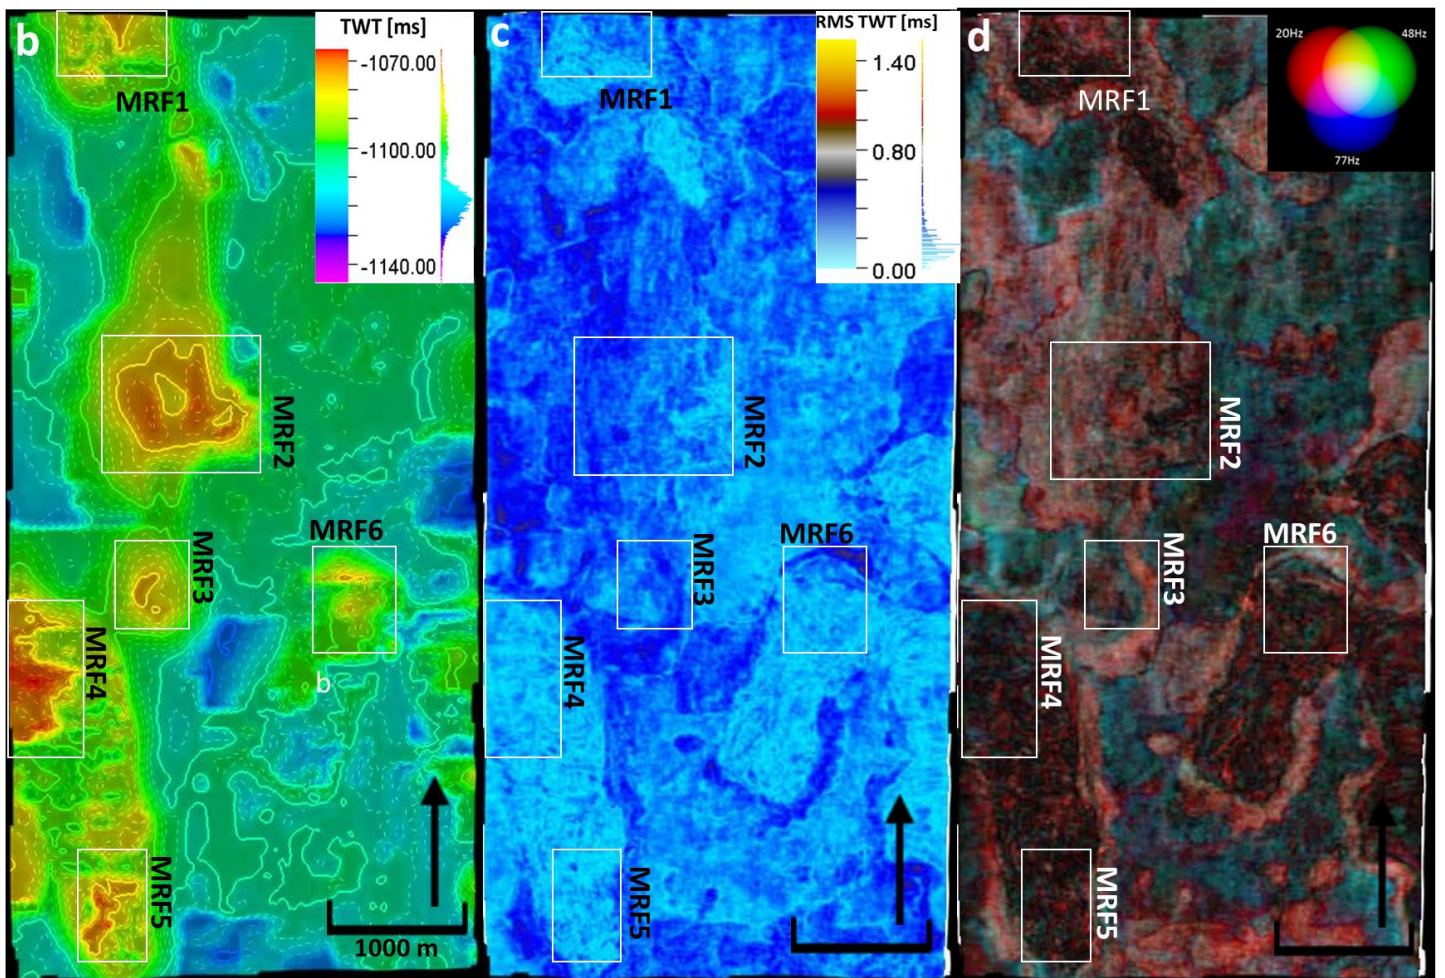 b
TWT [ms]
-1070.00
-1100.00
-1140.00
MRF1
MRF2
MRF3
MRF6
MRF4
b
MRF5
1000 m
c
RMS TWT [ms]
1.40
0.80
0.00
MRF1
MRF2
MRF6
MRF3
MRF4
MRF5
d
20Hz
48Hz
77Hz
MRF1
MRF2
MRF6
MRF3
MRF4
MRF5